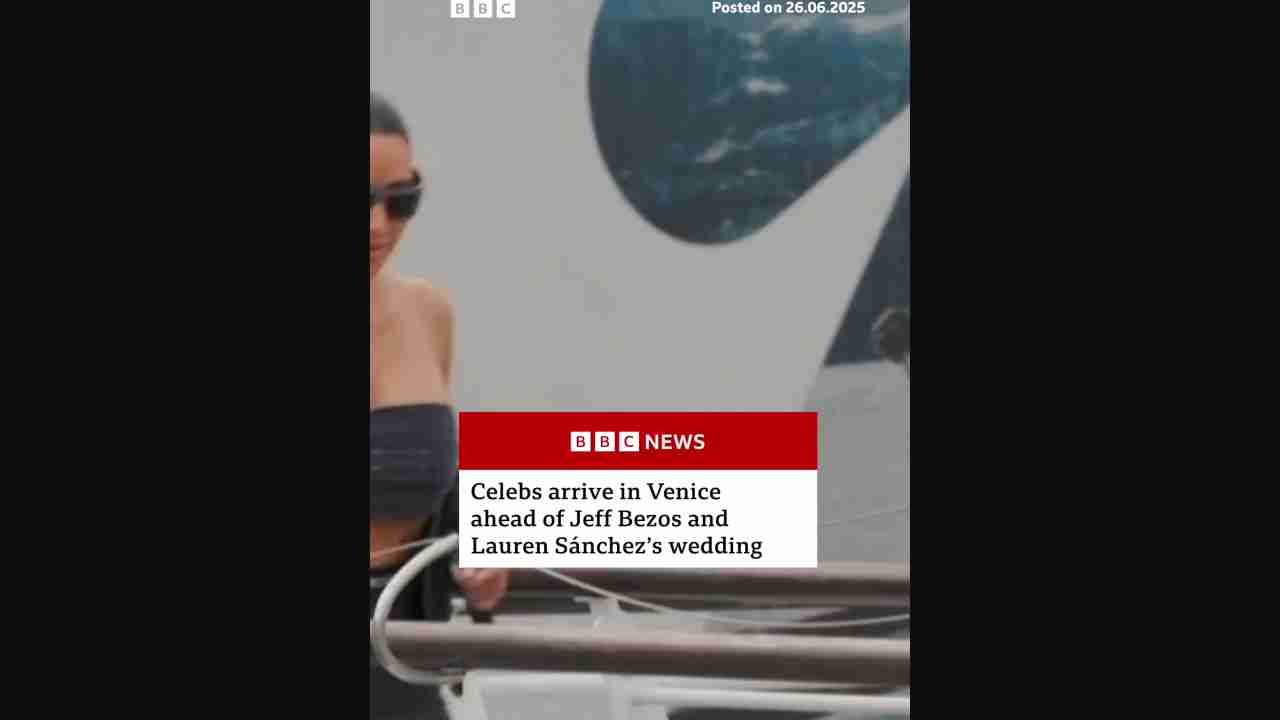 BBC
Posted on 26.06.2025
BBC NEWS
Celebs arrive in Venice
ahead of Jeff Bezos and
Lauren Sánchez’s wedding